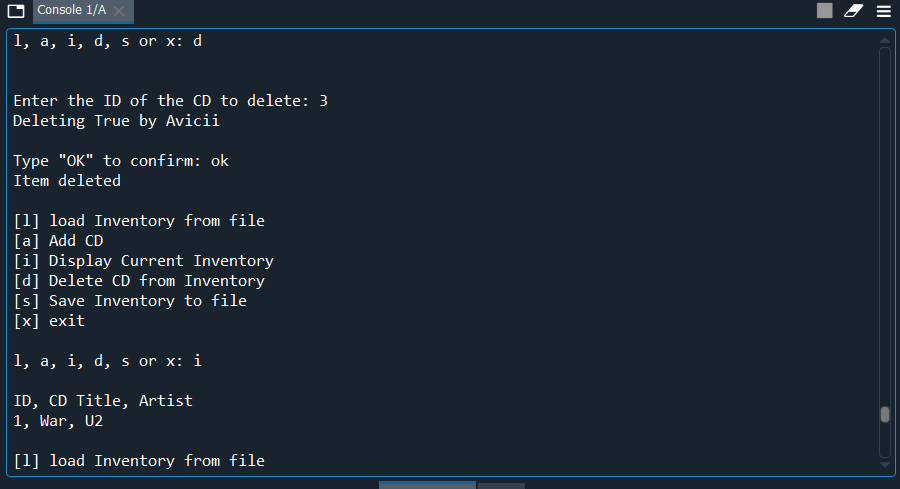 Console 1/A
l, a, i, d, s or x: d
Enter the ID of the CD to delete: 3
Deleting True by Avicii
Type "OK" to confirm: ok
Item deleted
[l] load Inventory from file
[a] Add CD
[i] Display Current Inventory
[d] Delete CD from Inventory
[s] Save Inventory to file
[x] exit
l, a, i, d, s or x: i
ID, CD Title, Artist
1, War, U2
[l] load Inventory from file